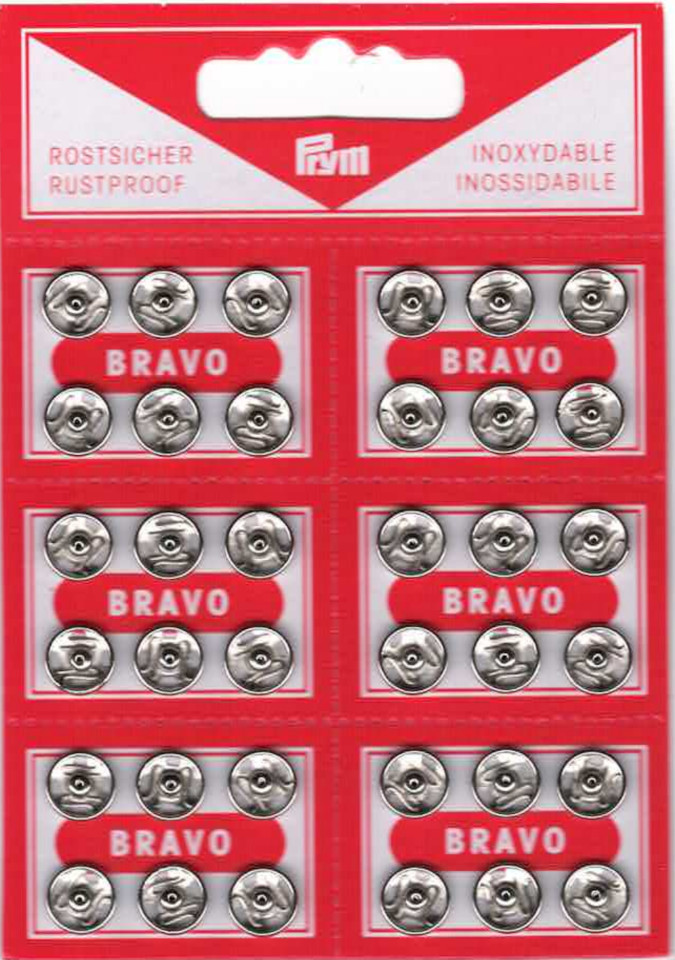 ROSTSICHER
RUSTPROOF
Prym
INOXYDABLE
INOSSIDABILE
BRAVO
BRAVO
BRAVO
BRAVO
BRAVO
BRAVO